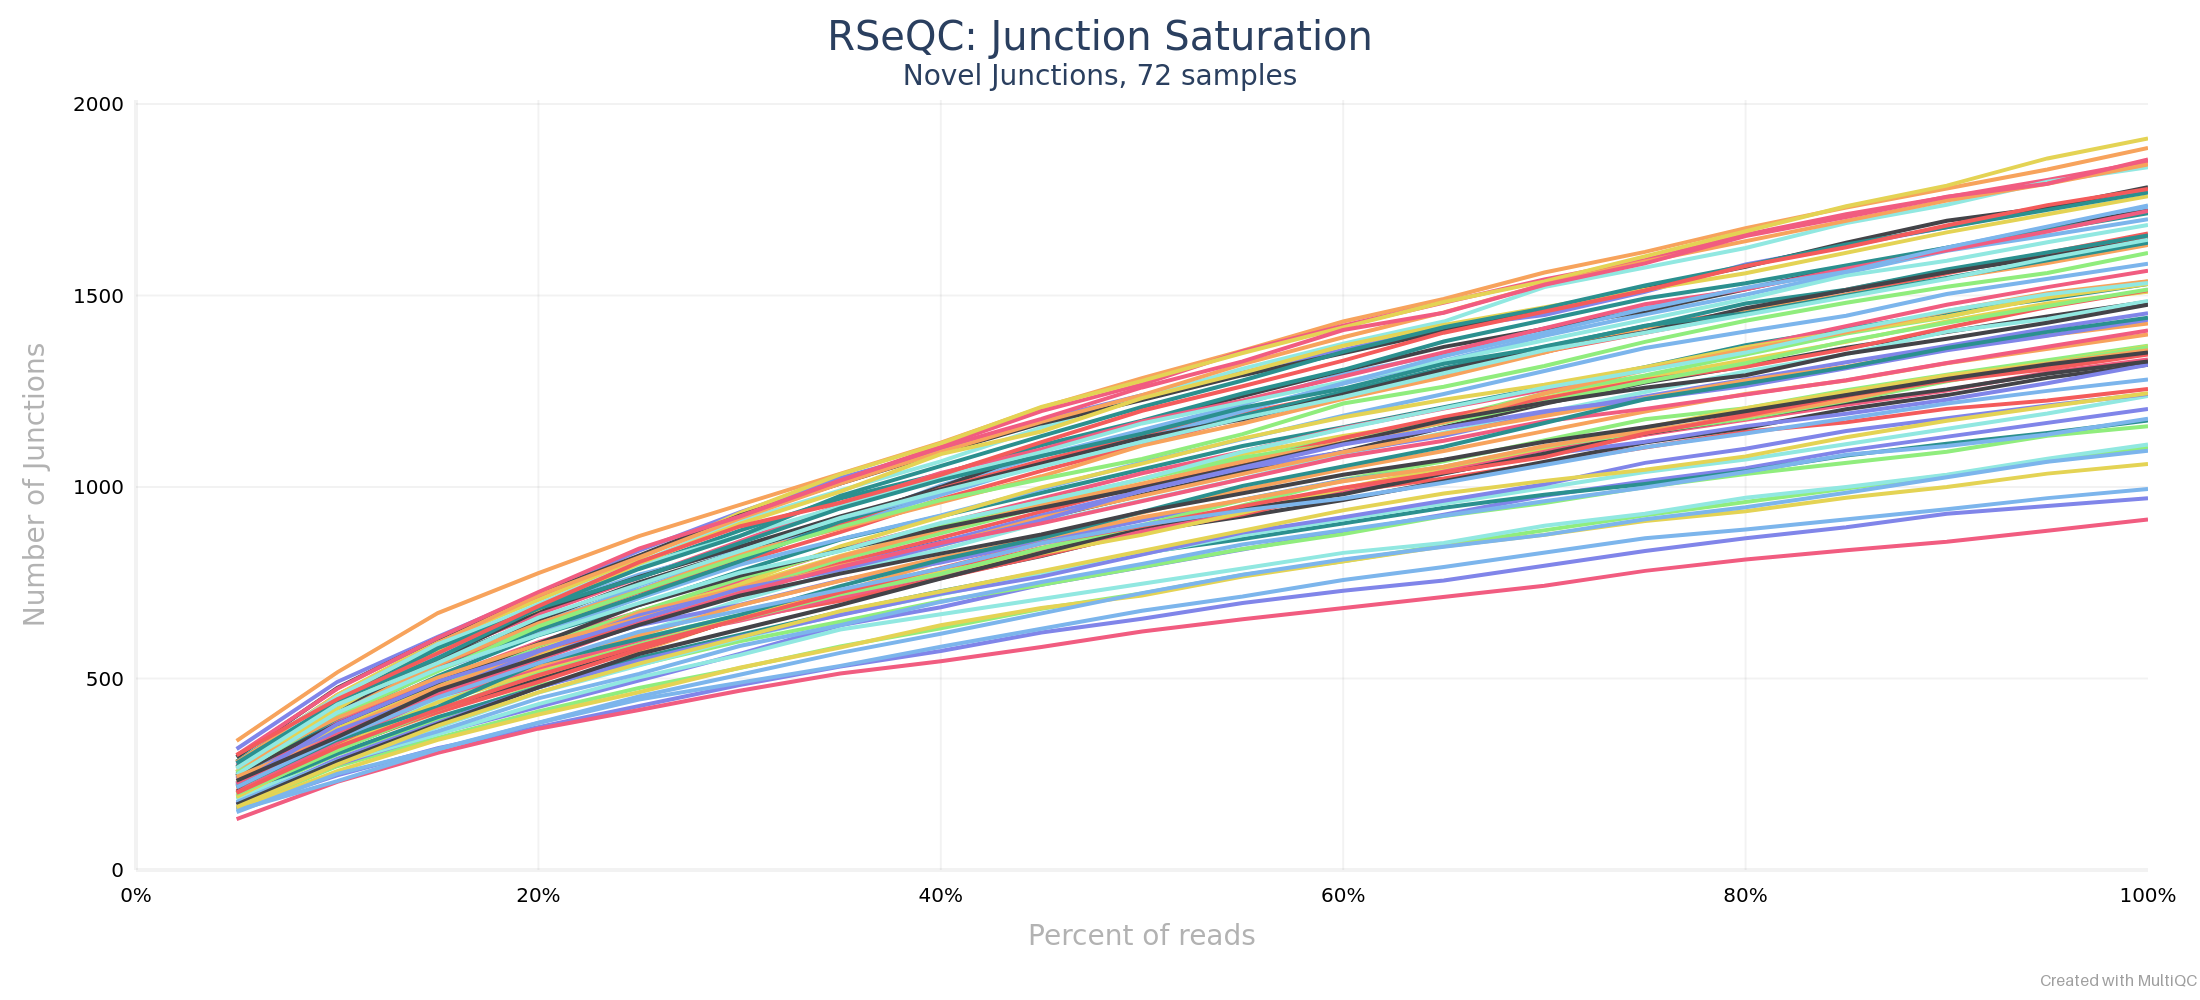 RSeQC: Junction Saturation
Novel Junctions, 72 samples
Number of Junctions
2000
1500
1000
500
0
0%
20%
40%
60%
80%
100%
Percent of reads
Created with MultiQC